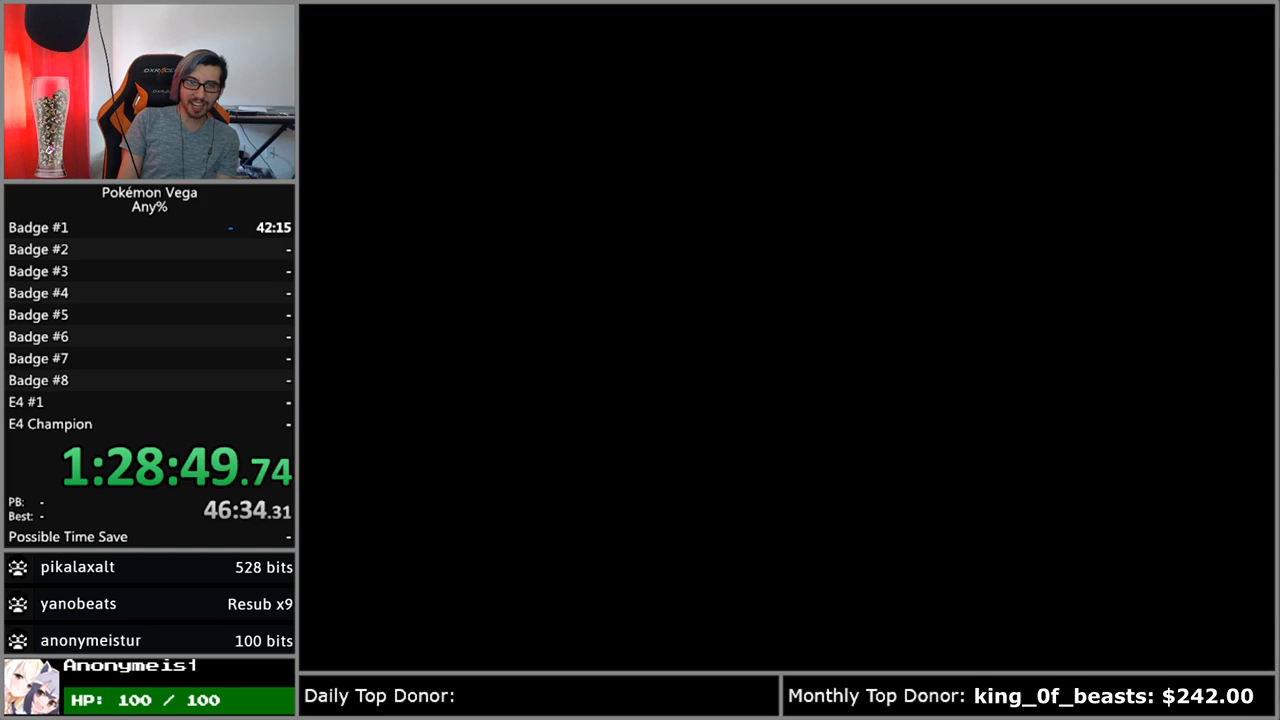 DXRACER
Pokémon Vega
Any%
Badge #1 - 42:15
Badge #2 -
Badge #3 -
Badge #4 -
Badge #5 -
Badge #6 -
Badge #7 -
Badge #8 -
E4 #1 -
E4 Champion -
1:28:49.74
PB: -
46:34.31
Best: -
Possible Time Save -
pikalaxalt 528 bits
yanobeats Resub x9
anonymeistur 100 bits
Anonymeist
HP: 100 / 100
Daily Top Donor:
Monthly Top Donor: king_0f_beasts: $242.00